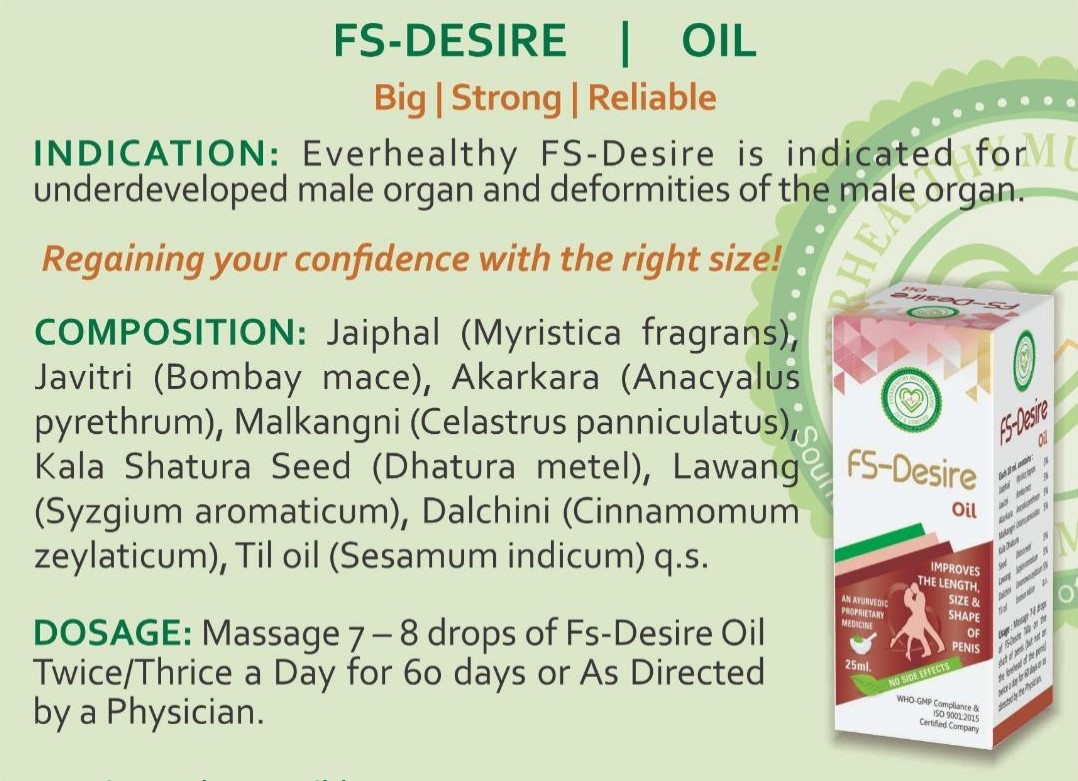 FS-DESIRE | OIL
Big | Strong | Reliable
INDICATION: Everhealthy FS-Desire is indicated for
underdeveloped male organ and deformities of the male organ.
Regaining your confidence with the right size!
COMPOSITION: Jaiphal (Myristica fragrans),
Javitri (Bombay mace), Akarkara (Anacyalus
pyrethrum), Malkangni (Celastrus panniculatus),
Kala Shatura Seed (Dhatura metel), Lawang
(Syzgium aromaticum), Dalchini (Cinnamomum
zeylaticum), Til oil (Sesamum indicum) q.s.
DOSAGE: Massage 7 – 8 drops of Fs-Desire Oil
Twice/Thrice a Day for 60 days or As Directed
by a Physician.
FS-Desire
Oil
FS-Desire
Oil
IMPROVES
THE LENGTH,
SIZE &
SHAPE
OF
PENIS
AN AYURVEDIC
PROPRIETARY
MEDICINE
25ml.
NO SIDE EFFECTS
WHO-GMP Compliance &
ISO 9001:2015
Certified Company
FS-Desire
Oil